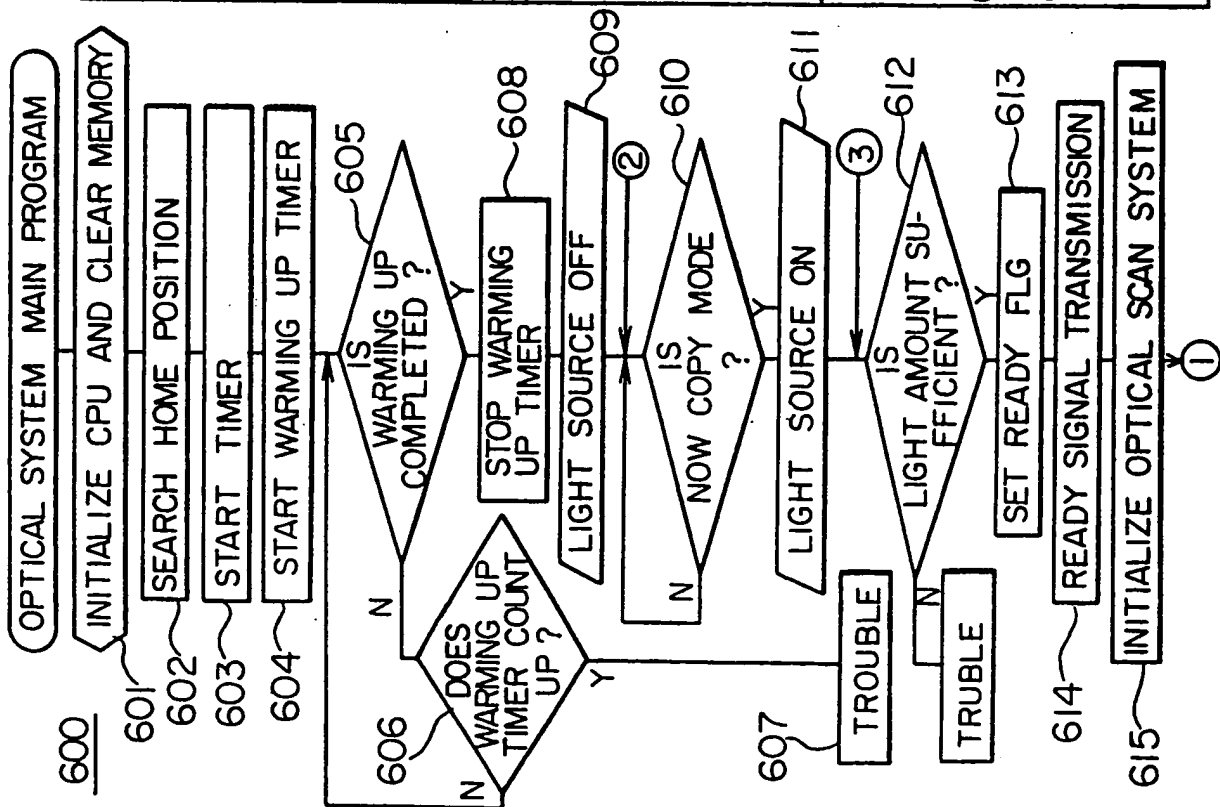 600
OPTICAL SYSTEM MAIN PROGRAM
601
INITIALIZE CPU AND CLEAR MEMORY
602
SEARCH HOME POSITION
603
START TIMER
604
START WARMING UP TIMER
605
IS
WARMING UP
COMPLETED ?
N
Y
606
DOES
WARMING UP
TIMER COUNT
UP ?
N
Y
607
TROUBLE
608
STOP WARMING
UP TIMER
609
LIGHT SOURCE OFF
②
610
IS
NOW COPY MODE
?
N
Y
611
LIGHT SOURCE ON
③
612
IS
LIGHT AMOUNT SU-
FFICIENT ?
N
Y
TRUBLE
613
SET READY FLG
614
READY SIGNAL TRANSMISSION
615
INITIALIZE OPTICAL SCAN SYSTEM
①